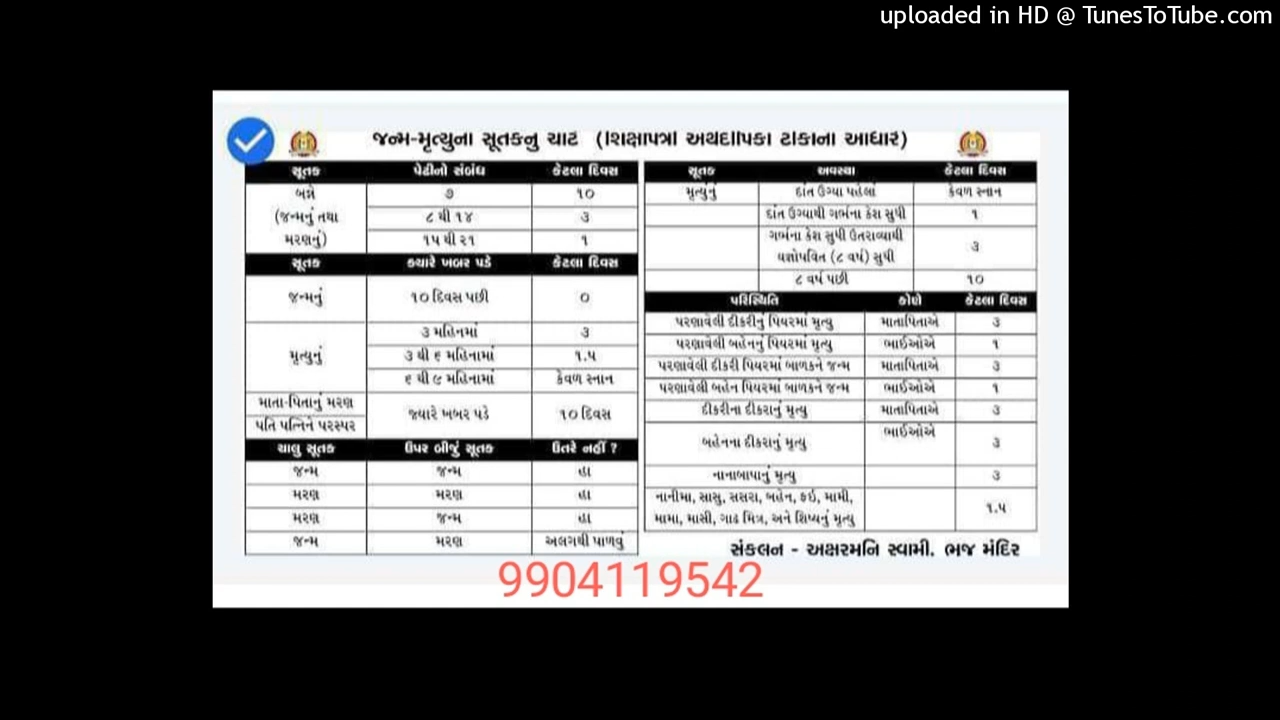 uploaded in HD @ TunesToTube.com
જન્મ-મૃત્યુના સૂતકનુ ચાર્ટ (શિક્ષાપત્રી અર્થદીપિકા ટીકાના આધારે)
સૂતક પેઢીનો સંબંધ કેટલા દિવસ
બન્ને ૭ ૧૦
(જન્મનું તથા ૮ થી ૧૪ ૩
મરણનું) ૧૫ થી ૨૧ ૧
સૂતક ક્યારે ખબર પડે કેટલા દિવસ
જન્મનું ૧૦ દિવસ પછી ૦
મૃત્યુનું ૩ મહિનમાં ૩
૩ થી ૬ મહિનામાં ૧.૫
૬ થી ૯ મહિનામાં કેવળ સ્નાન
માતા-પિતાનું મરણ જ્યારે ખબર પડે ૧૦ દિવસ
પતિ પત્નિને પરસ્પર
ચાલુ સૂતક ઉપર બીજું સૂતક ઉતરે નહીં ?
જન્મ જન્મ હા
મરણ મરણ હા
મરણ જન્મ હા
જન્મ મરણ અલગથી પાળવું
સૂતક અવસ્થા કેટલા દિવસ
મૃત્યુનું દાંત ઉગ્યા પહેલાં કેવળ સ્નાન
દાંત ઉગ્યાથી ગર્ભના કેશ સુધી ૧
ગર્ભના કેશ સુધી ઉતરાવ્યાથી
યજ્ઞોપવિત (૮ વર્ષ) સુધી ૩
૮ વર્ષ પછી ૧૦
પરિસ્થિતિ કોણે કેટલા દિવસ
પરણાવેલી દીકરીનું પિયરમાં મૃત્યુ માતાપિતાએ ૩
પરણાવેલી બહેનનું પિયરમાં મૃત્યુ ભાઈઓએ ૧
પરણાવેલી દીકરી પિયરમાં બાળકને જન્મ માતાપિતાએ ૩
પરણાવેલી બહેન પિયરમાં બાળકને જન્મ ભાઈઓએ ૧
દીકરીના દીકરાનું મૃત્યુ માતાપિતાએ ૩
બહેનના દીકરાનું મૃત્યુ ભાઈઓએ ૩
નાનાબાપાનું મૃત્યુ ૩
નાનીમા, સાસુ, સસરા, બહેન, ફઈ, મામી,
મામા, માસી, ગાઢ મિત્ર, અને શિષ્યનું મૃત્યુ ૧.૫
સંકલન - અક્ષરમુનિ સ્વામી. ભુજ મંદિર
9904119542